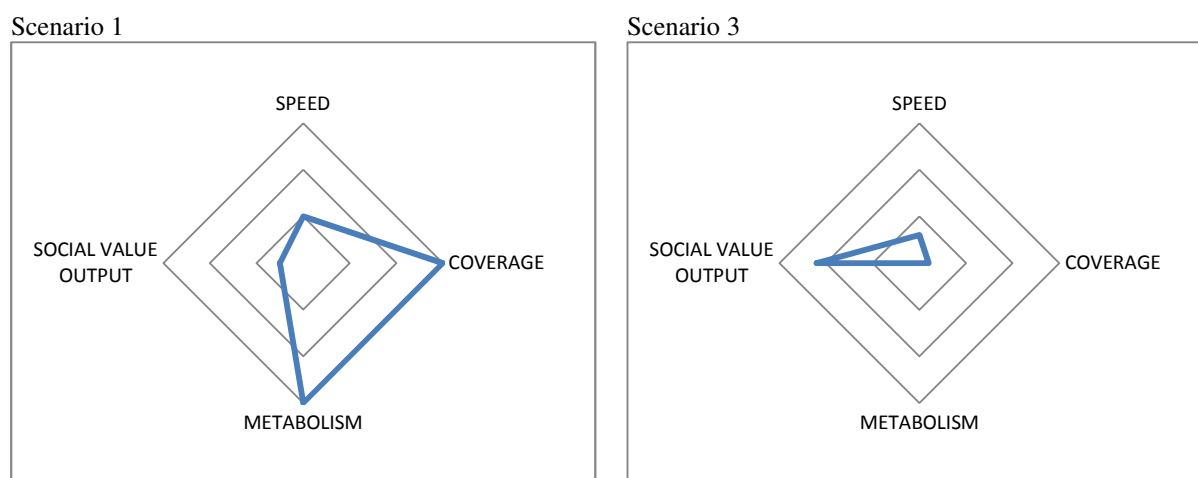 Scenario 1
SPEED
SOCIAL VALUE
OUTPUT
COVERAGE
METABOLISM
Scenario 3
SPEED
SOCIAL VALUE
OUTPUT
COVERAGE
METABOLISM